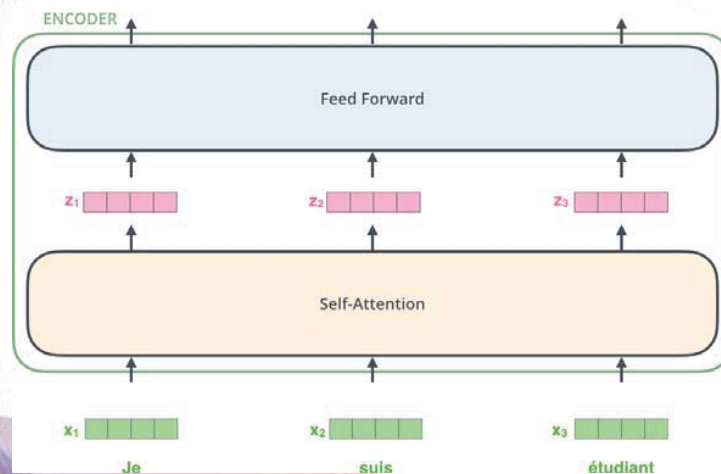 ENCODER
Feed Forward
z₁ z₂ z₃
Self-Attention
x₁ x₂ x₃
Je suis étudiant